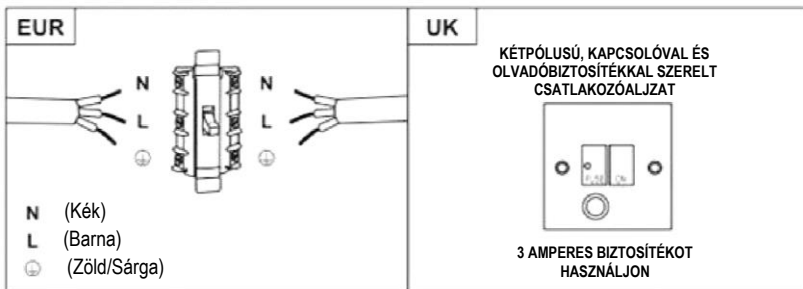 EUR
N N
L L
N (Kék)
L (Barna)
(Zöld/Sárga)
UK
KÉTPÓLUSÚ, KAPCSOLÓVAL ÉS
OLVADÓBIZTOSÍTÉKKAL SZERELT
CSATLAKOZÓALJZAT
FUSE ON
3 AMPERES BIZTOSÍTÉKOT
HASZNÁLJON